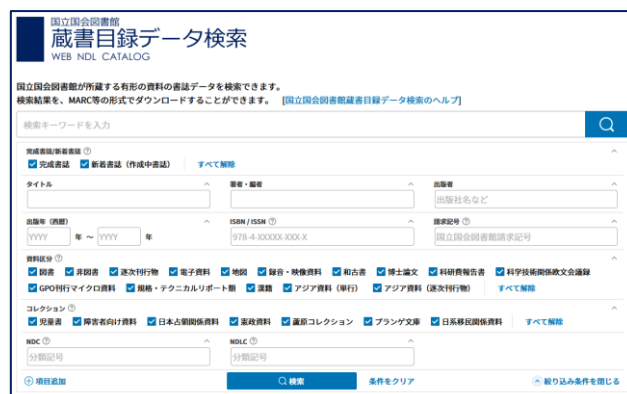 国立国会図書館
蔵書目録データ検索
WEB NDL CATALOG
国立国会図書館が所蔵する有形の資料の書誌データを検索できます。
検索結果を、MARC等の形式でダウンロードすることができます。 [国立国会図書館蔵書目録データ検索のヘルプ]
検索キーワードを入力
完成書誌/新着書誌 ?
完成書誌 新着書誌（作成中書誌） すべて解除
タイトル 著者・編者 出版者
出版社名など
出版年（西暦） ISBN / ISSN ? 請求記号 ?
YYYY 年 ～ YYYY 年 978-4-XXXXX-XXX-X 国立国会図書館請求記号
資料区分 ?
図書 非図書 逐次刊行物 電子資料 地図 録音・映像資料 和古書 博士論文 科研費報告書 科学技術関係欧文会議録
GPO刊行マイクロ資料 規格・テクニカルリポート類 漢籍 アジア資料（単行） アジア資料（逐次刊行物） すべて解除
コレクション ?
児童書 障害者向け資料 日本占領関係資料 憲政資料 蘆原コレクション プランゲ文庫 日系移民関係資料 すべて解除
NDC ? NDLC ?
分類記号 分類記号
項目追加 検索 条件をクリア 絞り込み条件を閉じる